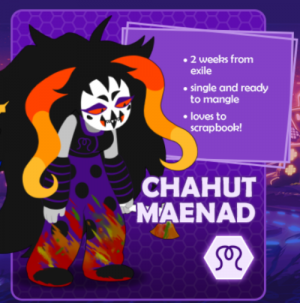 • 2 weeks from
exile
• single and ready
to mangle
• loves to
scrapbook!
CHAHUT
MAENAD